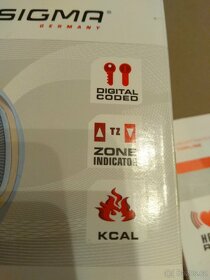 SIGMA
GERMANY
DIGITAL
CODED
TZ
ZONE
INDICATOR
KCAL